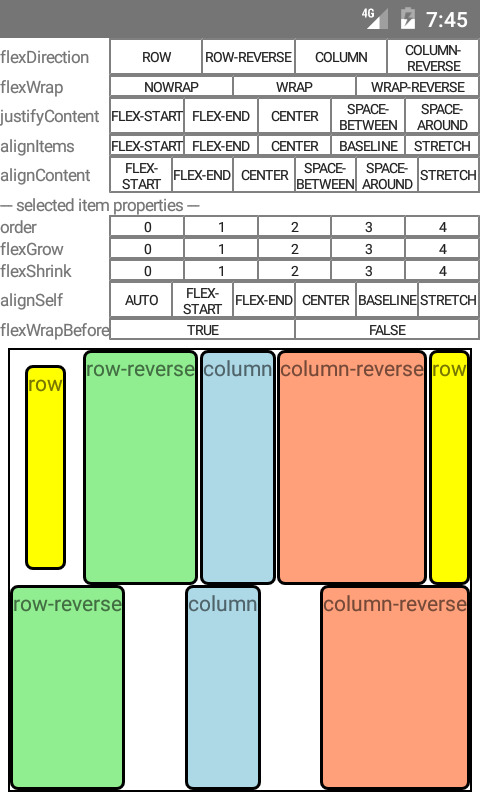 4G 7:45
flexDirection ROW ROW-REVERSE COLUMN COLUMN-REVERSE
flexWrap NOWRAP WRAP WRAP-REVERSE
justifyContent FLEX-START FLEX-END CENTER SPACE-BETWEEN SPACE-AROUND
alignItems FLEX-START FLEX-END CENTER BASELINE STRETCH
alignContent FLEX-START FLEX-END CENTER SPACE-BETWEEN SPACE-AROUND STRETCH
--- selected item properties ---
order 0 1 2 3 4
flexGrow 0 1 2 3 4
flexShrink 0 1 2 3 4
alignSelf AUTO FLEX-START FLEX-END CENTER BASELINE STRETCH
flexWrapBefore TRUE FALSE
row row-reverse column column-reverse row
row-reverse column column-reverse